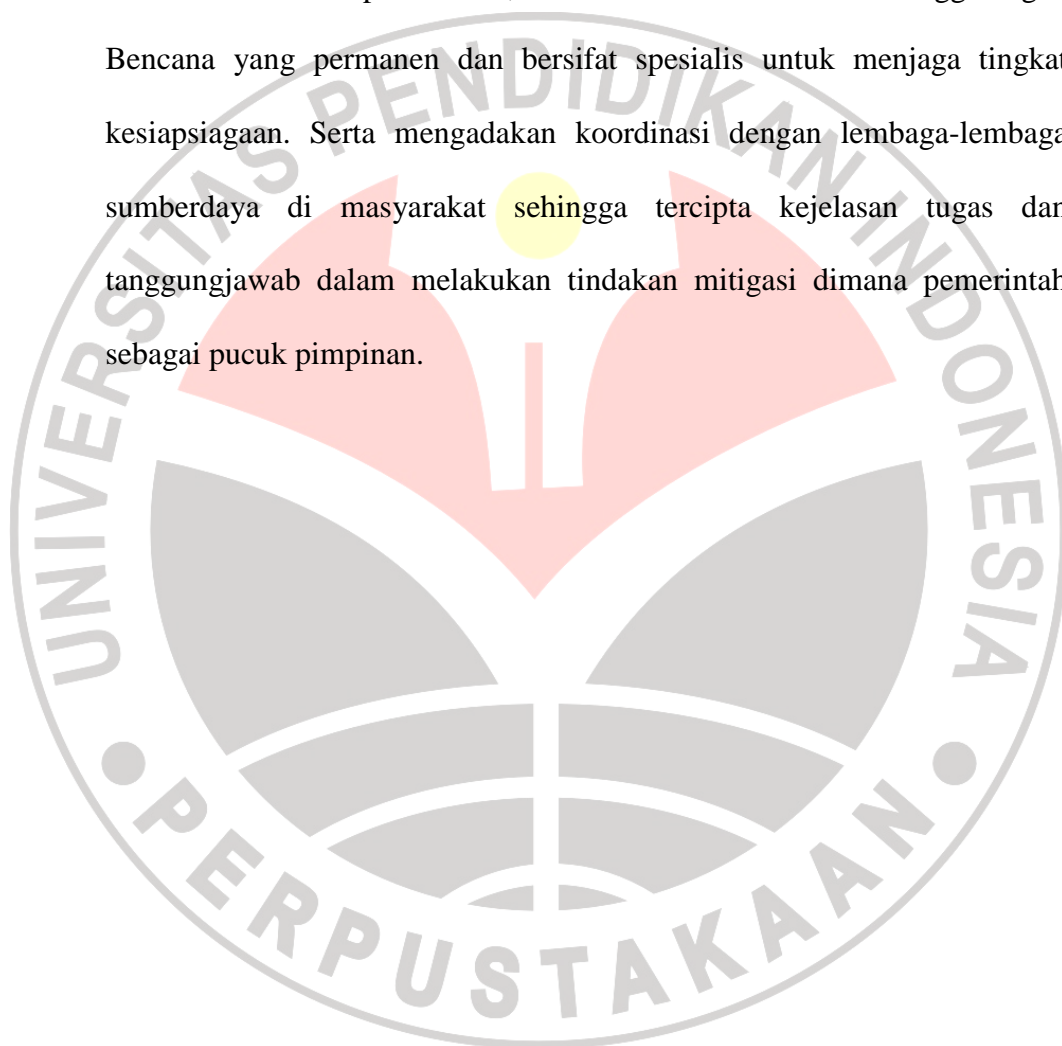 Bencana yang permanen dan bersifat spesialis untuk menjaga tingkat
kesiapsiagaan. Serta mengadakan koordinasi dengan lembaga-lembaga
sumberdaya di masyarakat sehingga tercipta kejelasan tugas dan
tanggungjawab dalam melakukan tindakan mitigasi dimana pemerintah
sebagai pucuk pimpinan.
UNIVERSITAS PENDIDIKAN INDONESIA
PERPUSTAKAAN